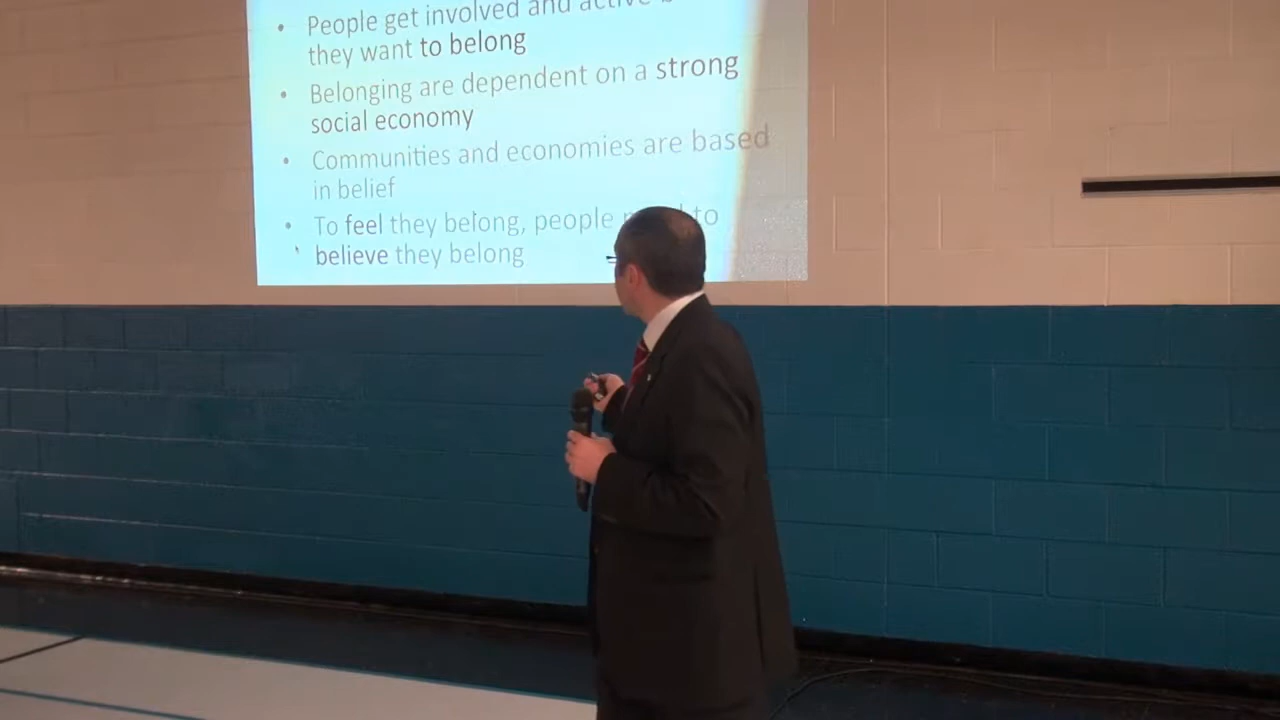 • People get involved and active
they want to belong
• Belonging are dependent on a strong
social economy
• Communities and economies are based
in belief
• To feel they belong, people to
believe they belong